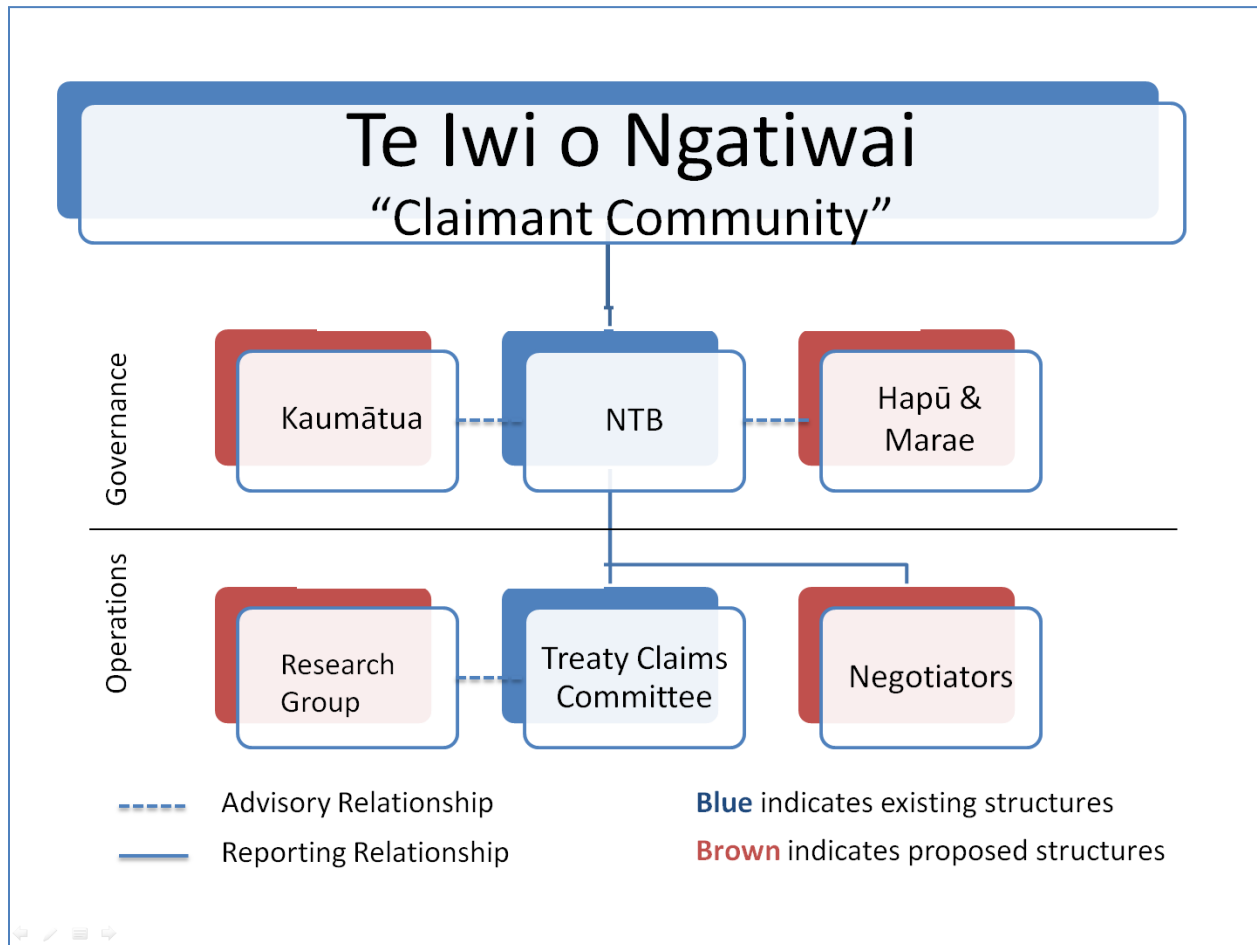 Te Iwi o Ngatiwai
“Claimant Community”
Governance
Kaumātua
NTB
Hapū &
Marae
Operations
Research
Group
Treaty Claims
Committee
Negotiators
Advisory Relationship
Reporting Relationship
Blue indicates existing structures
Brown indicates proposed structures